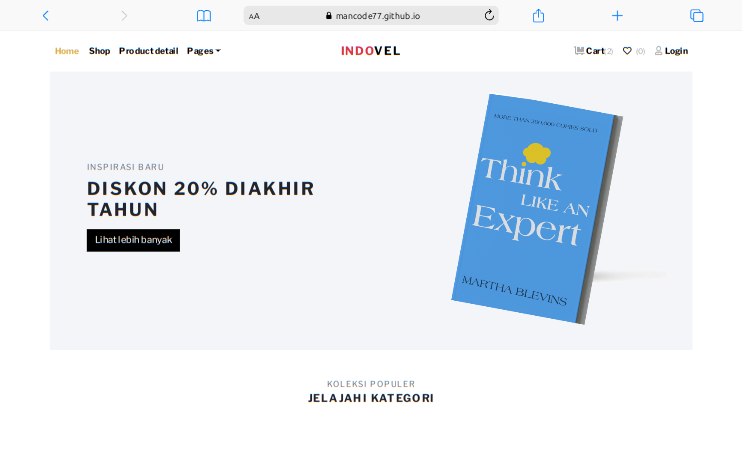 AA mancode77.github.io
Home Shop Product detail Pages INDOVEL Cart(2) (0) Login
INSPIRASI BARU
DISKON 20% DIAKHIR
TAHUN
Lihat lebih banyak
MORE THAN 300,000 COPIES SOLD
Think
LIKE AN
Expert
MARTHA BLEVINS
KOLEKSI POPULER
JELAJAHI KATEGORI